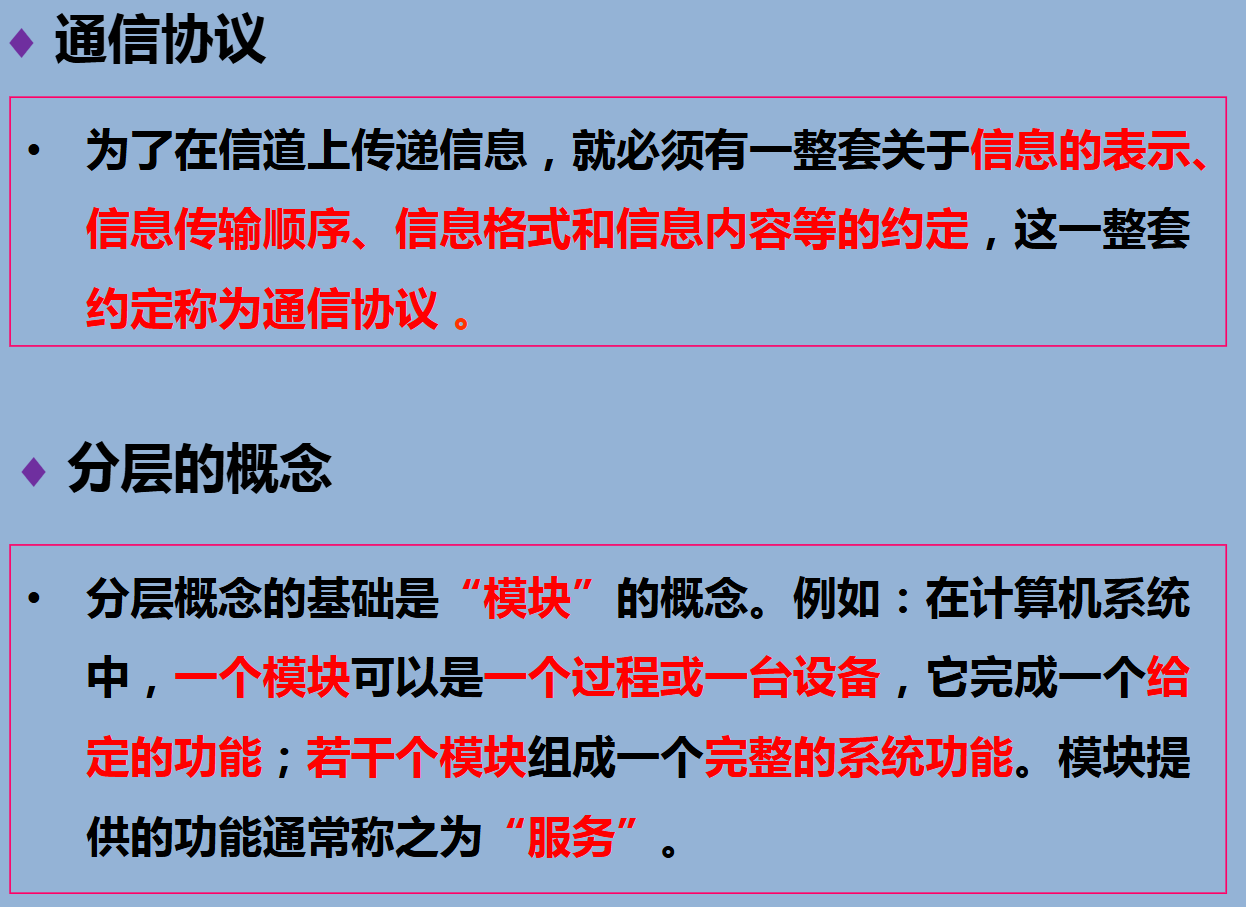 通信协议
• 为了在信道上传递信息，就必须有一整套关于信息的表示、
信息传输顺序、信息格式和信息内容等的约定，这一整套
约定称为通信协议 。
分层的概念
• 分层概念的基础是“模块”的概念。例如：在计算机系统
中，一个模块可以是一个过程或一台设备，它完成一个给
定的功能；若干个模块组成一个完整的系统功能。模块提
供的功能通常称之为“服务”。